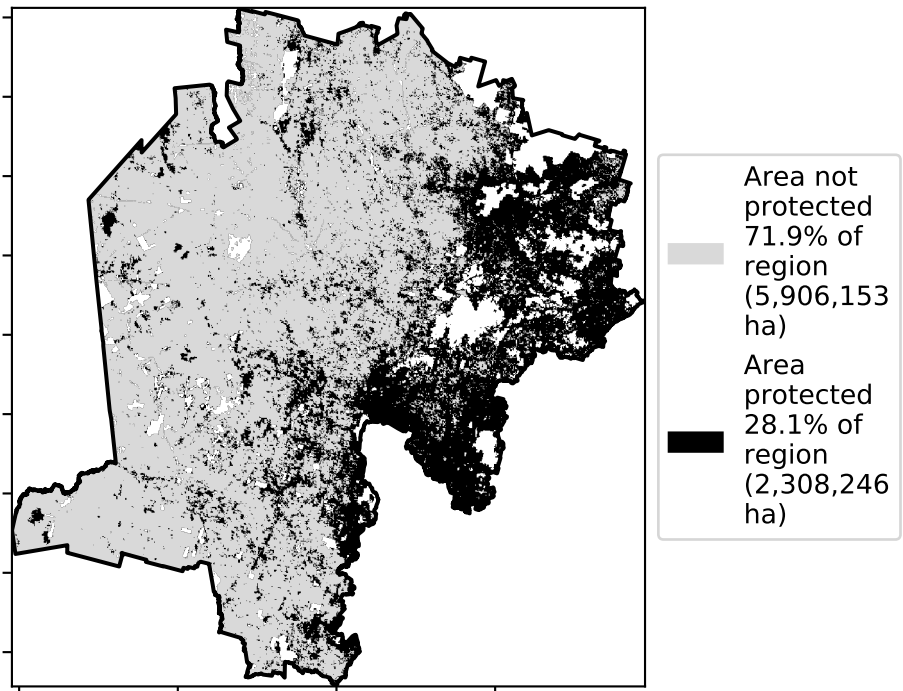 Area not
protected
71.9% of
region
(5,906,153
ha)
Area
protected
28.1% of
region
(2,308,246
ha)